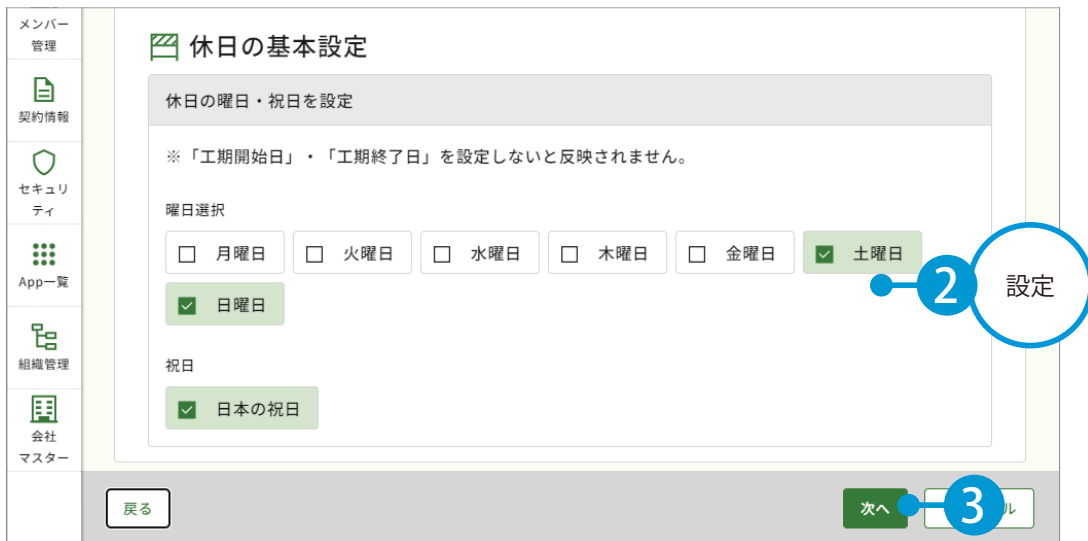 メンバー
管理
契約情報
セキュリ
ティ
App一覧
組織管理
会社
マスター
休日の基本設定
休日の曜日・祝日を設定
※「工期開始日」・「工期終了日」を設定しないと反映されません。
曜日選択
月曜日 火曜日 水曜日 木曜日 金曜日 土曜日
日曜日
2 設定
祝日
日本の祝日
戻る 次へ 3 ル